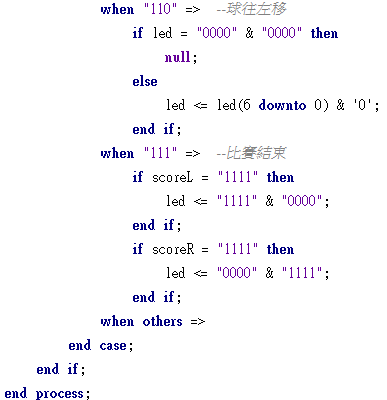 when "110" =>  --球往左移
if led = "0000" & "0000" then
null;
else
led <= led(6 downto 0) & '0';
end if;
when "111" =>  --比賽結束
if scoreL = "1111" then
led <= "1111" & "0000";
end if;
if scoreR = "1111" then
led <= "0000" & "1111";
end if;
when others =>
end case;
end if;
end process;